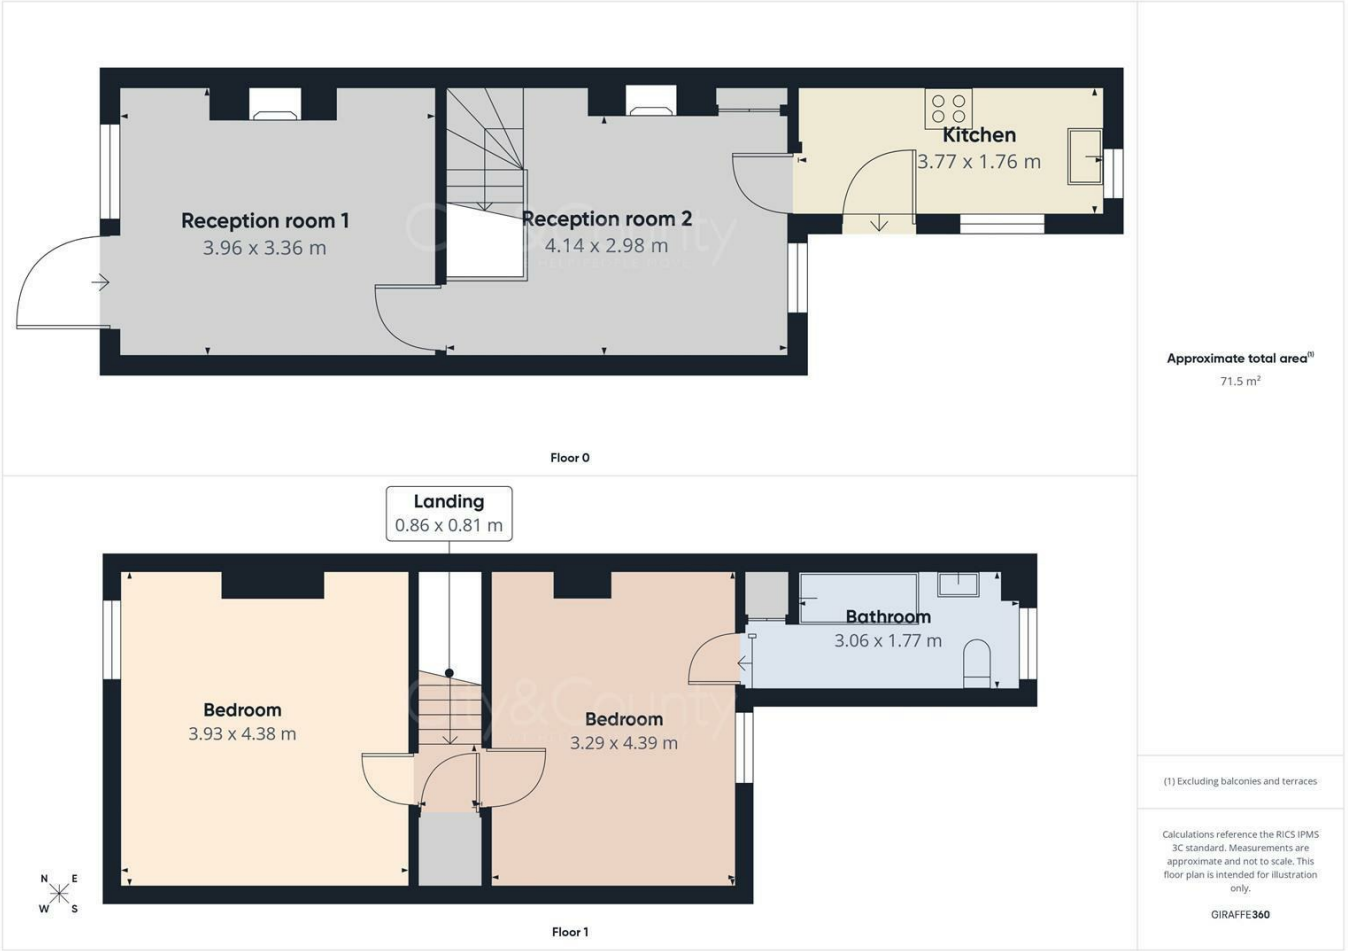 Kitchen
3.77 x 1.76 m
Reception room 1
3.96 x 3.36 m
Reception room 2
4.14 x 2.98 m
City & County
Floor 0
Approximate total area(1)
71.5 m²
Landing
0.86 x 0.81 m
Bedroom
3.93 x 4.38 m
Bedroom
3.29 x 4.39 m
Bathroom
3.06 x 1.77 m
City&County
N E
W S
Floor 1
(1) Excluding balconies and terraces
Calculations reference the RICS IPMS
3C standard. Measurements are
approximate and not to scale. This
floor plan is intended for illustration
only.
GIRAFFE360